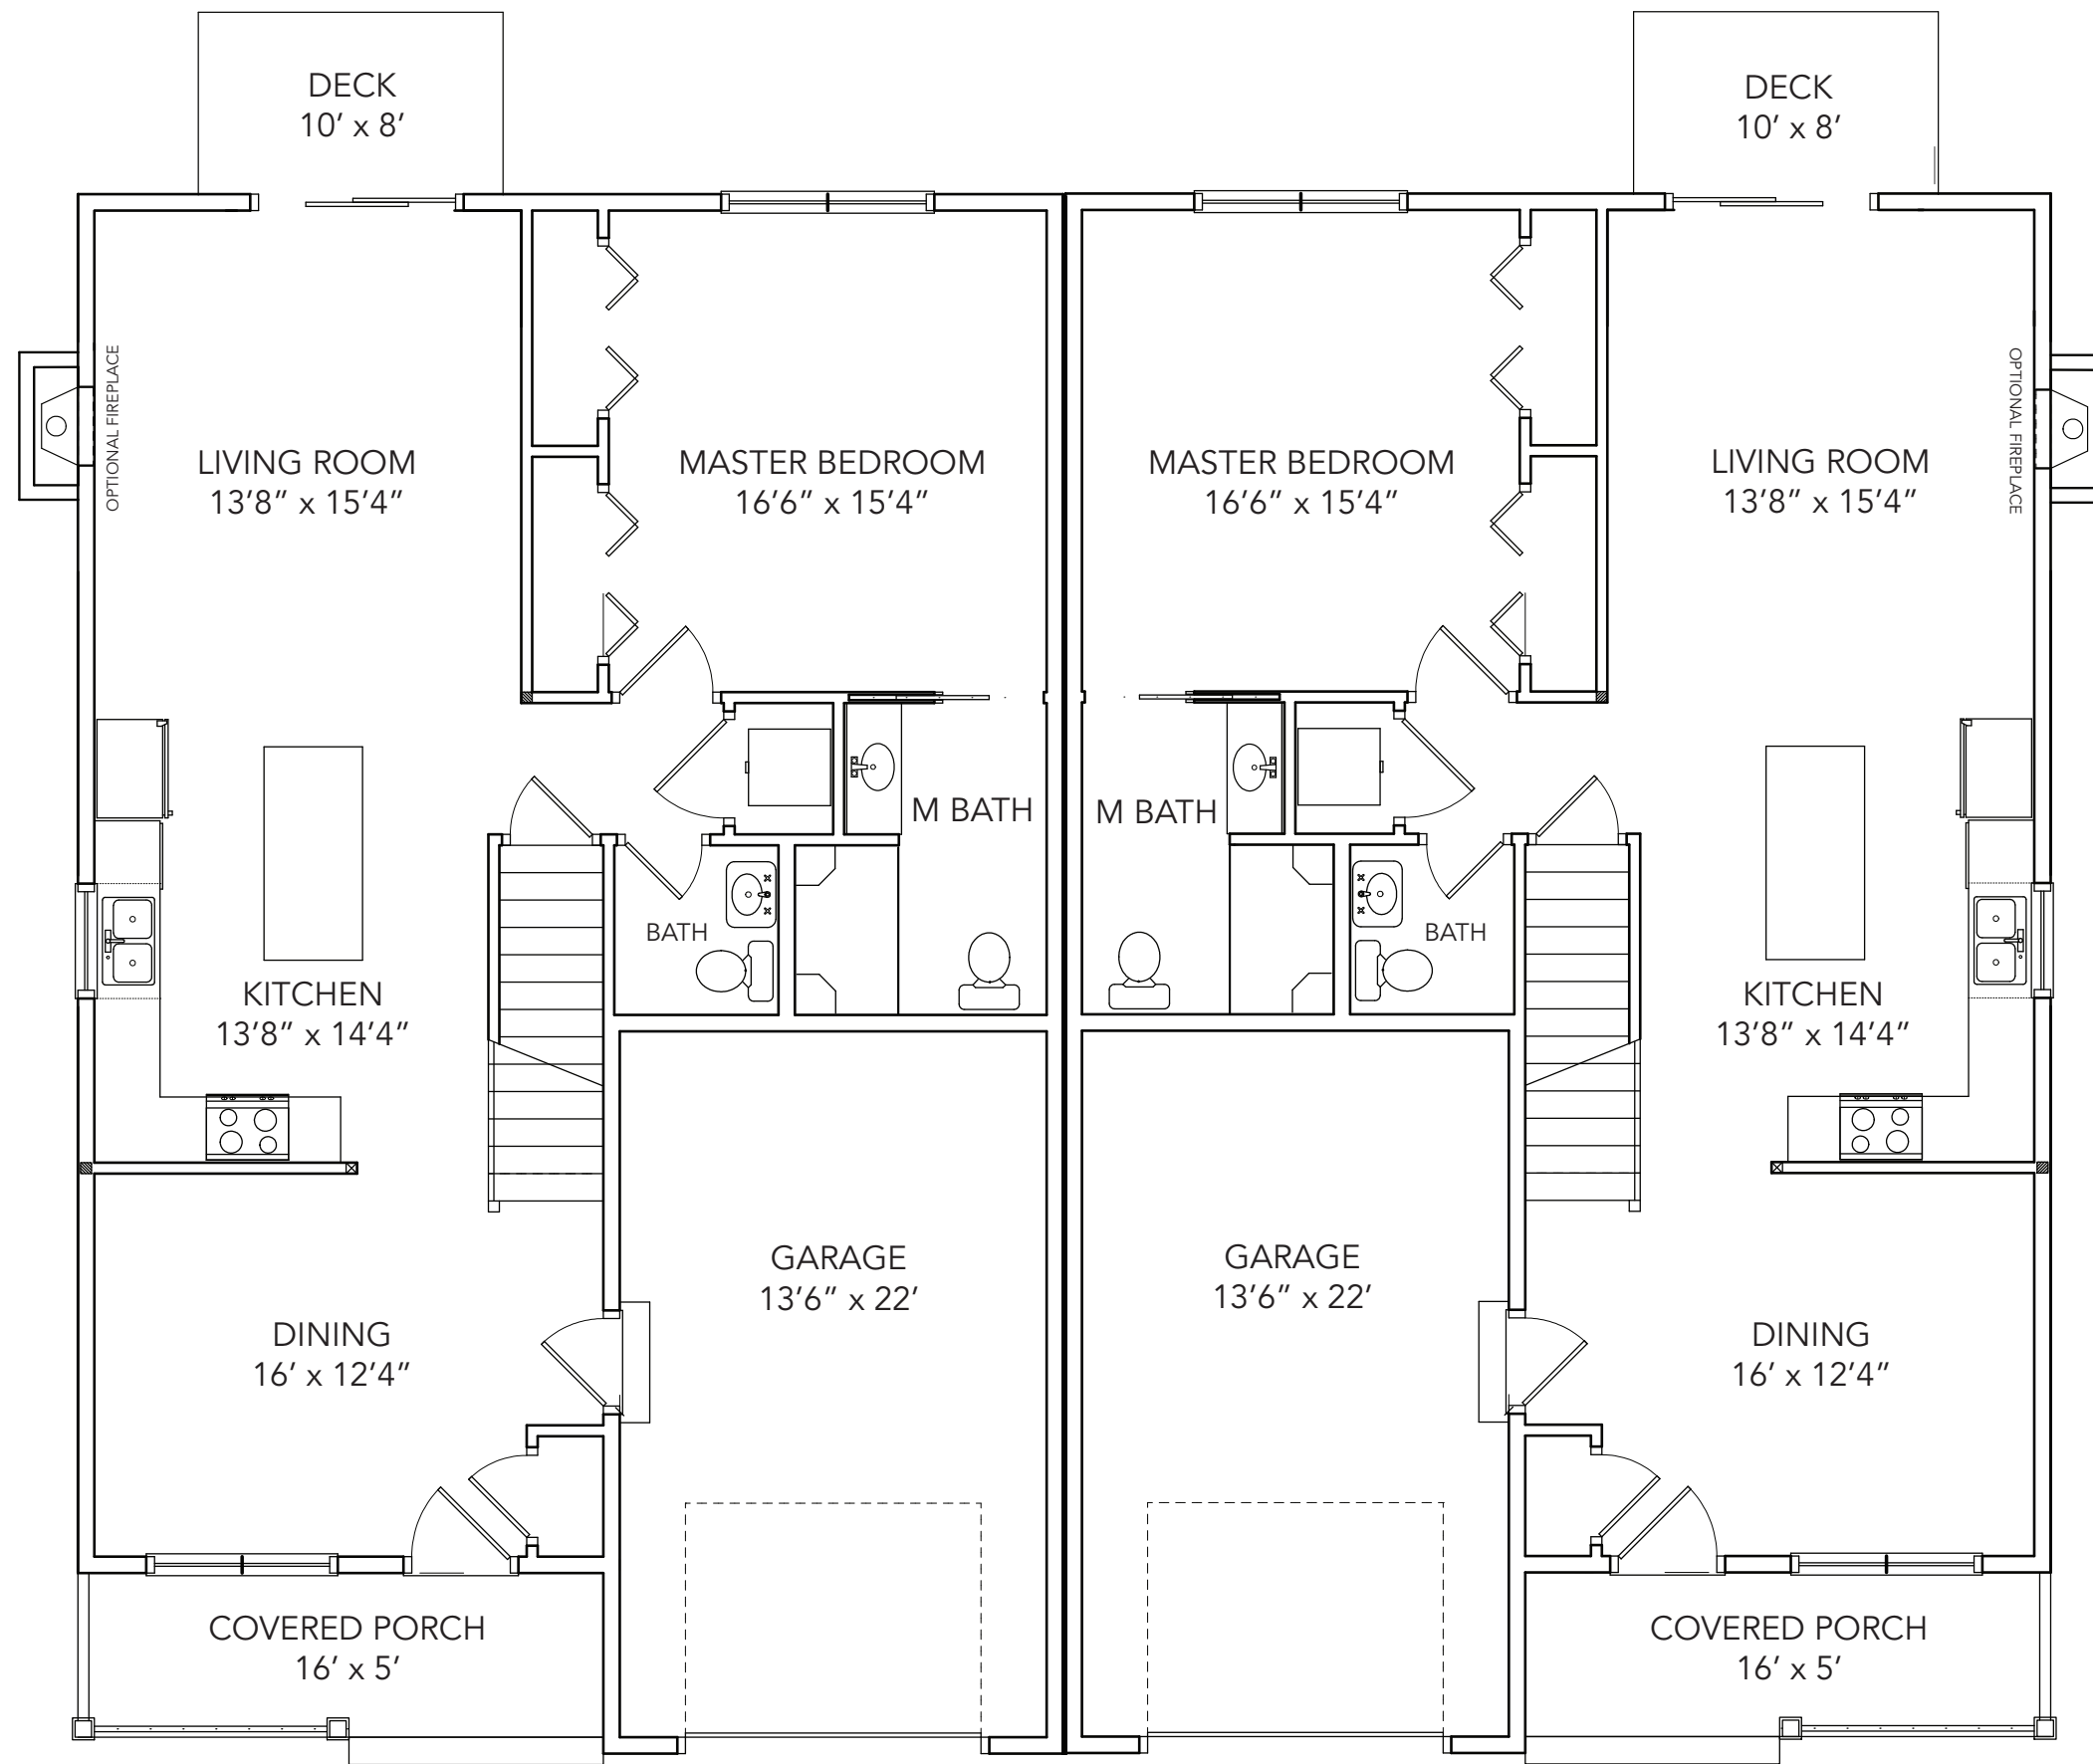 DECK
10’ x 8’
DECK
10’ x 8’
OPTIONAL FIREPLACE
LIVING ROOM
13’8” x 15’4”
MASTER BEDROOM
16’6” x 15’4”
MASTER BEDROOM
16’6” x 15’4”
LIVING ROOM
13’8” x 15’4”
OPTIONAL FIREPLACE
M BATH
M BATH
BATH
BATH
KITCHEN
13’8” x 14’4”
KITCHEN
13’8” x 14’4”
GARAGE
13’6” x 22’
GARAGE
13’6” x 22’
DINING
16’ x 12’4”
DINING
16’ x 12’4”
COVERED PORCH
16’ x 5’
COVERED PORCH
16’ x 5’